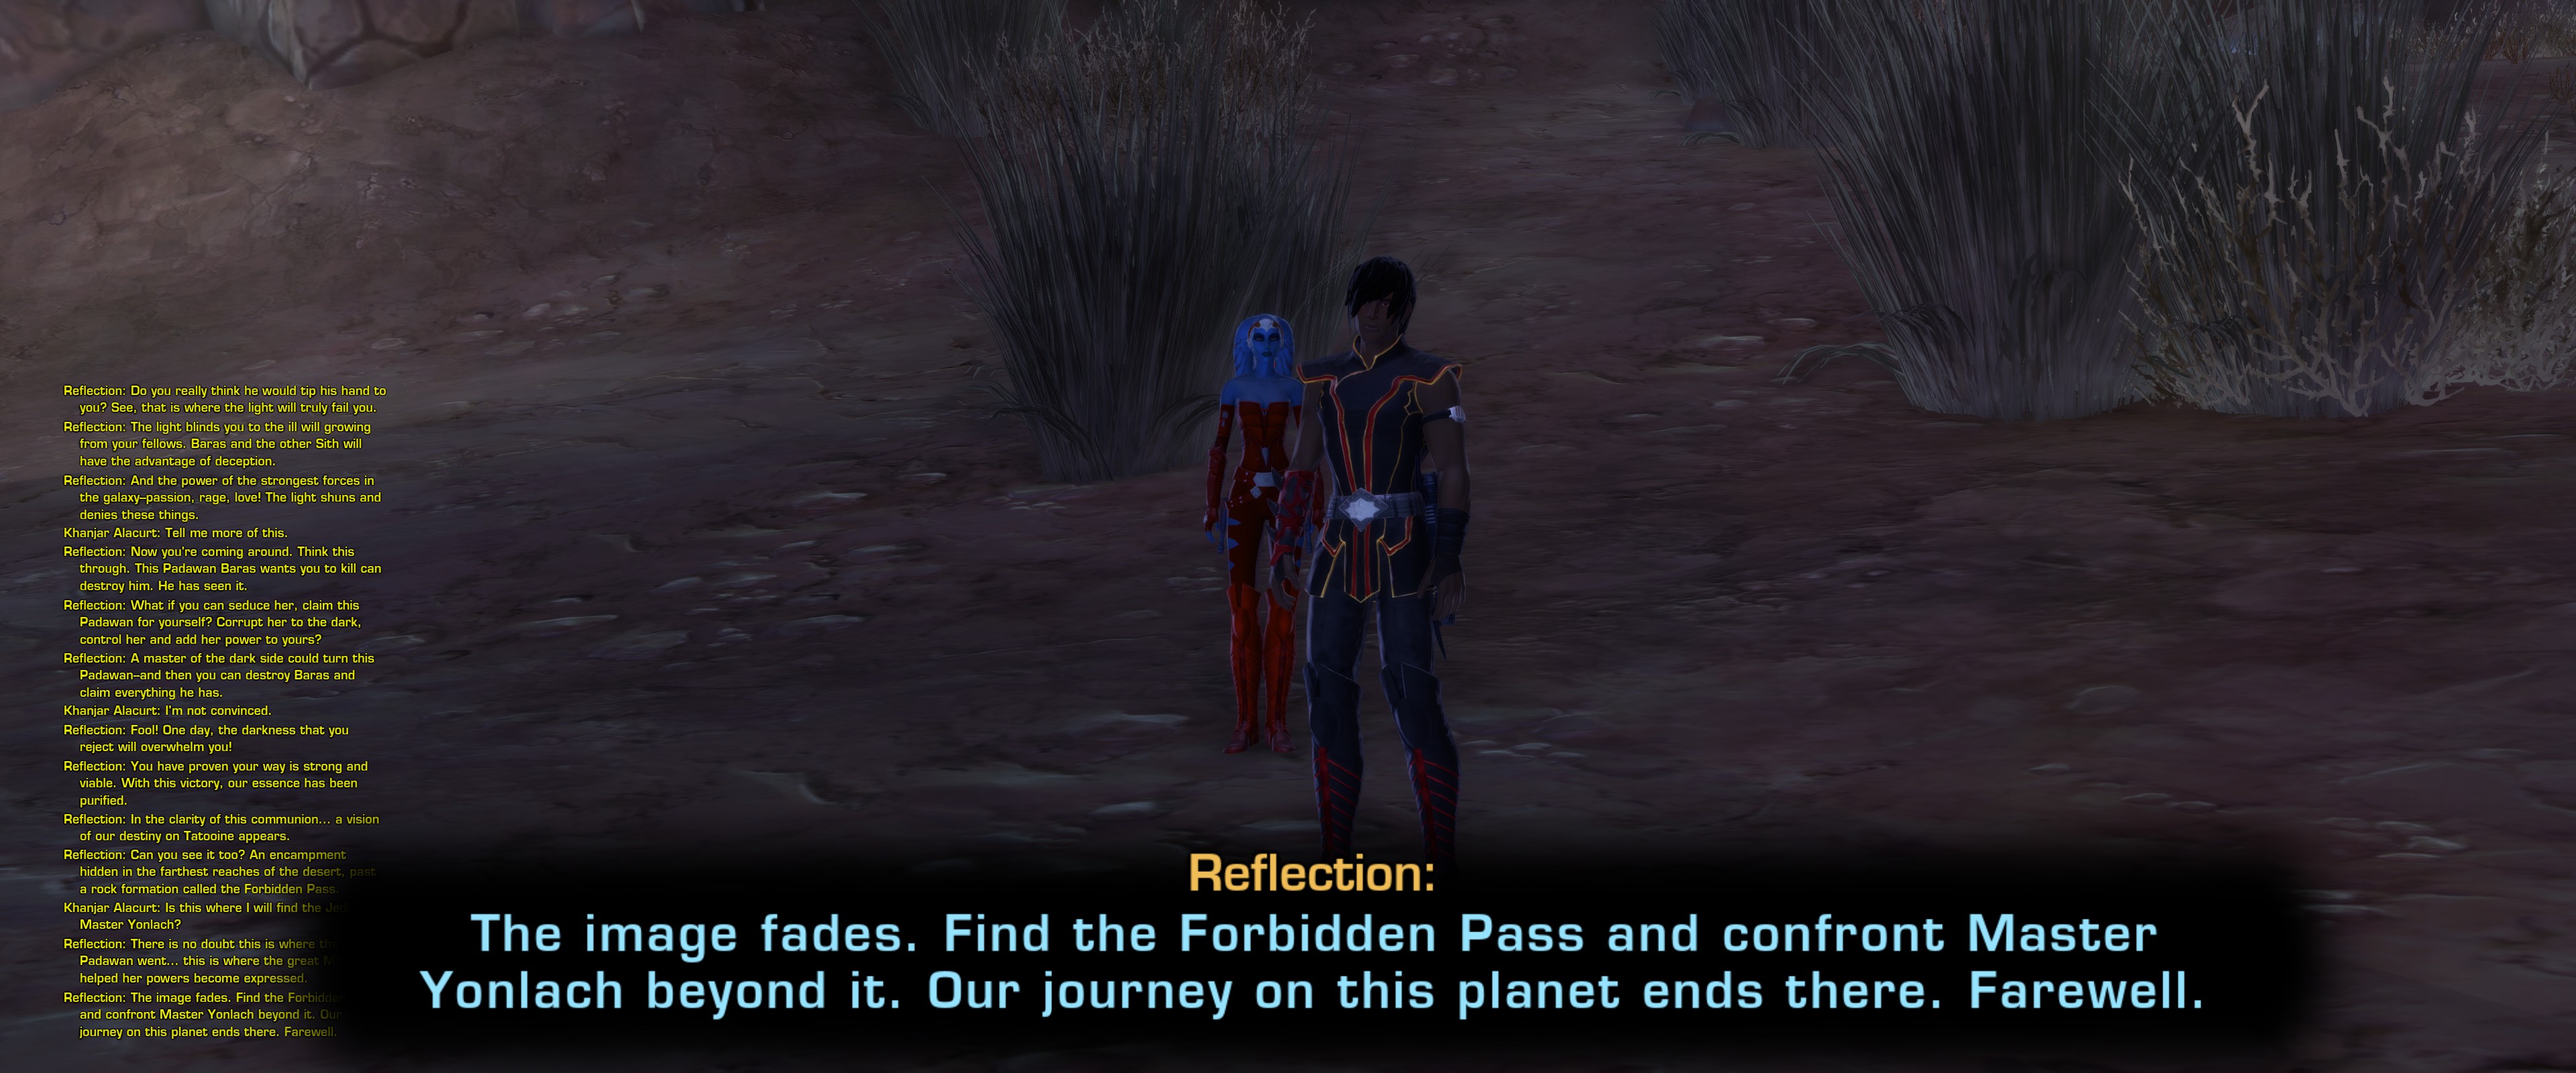 Reflection: Do you really think he would tip his hand to
you? See, that is where the light will truly fail you.
Reflection: The light blinds you to the ill will growing
from your fellows. Baras and the other Sith will
have the advantage of deception.
Reflection: And the power of the strongest forces in
the galaxy–passion, rage, love! The light shuns and
denies these things.
Khanjar Alacurt: Tell me more of this.
Reflection: Now you're coming around. Think this
through. This Padawan Baras wants you to kill can
destroy him. He has seen it.
Reflection: What if you can seduce her, claim this
Padawan for yourself? Corrupt her to the dark,
control her and add her power to yours?
Reflection: A master of the dark side could turn this
Padawan–and then you can destroy Baras and
claim everything he has.
Khanjar Alacurt: I'm not convinced.
Reflection: Fool! One day, the darkness that you
reject will overwhelm you!
Reflection: You have proven your way is strong and
viable. With this victory, our essence has been
purified.
Reflection: In the clarity of this communion... a vision
of our destiny on Tatooine appears.
Reflection: Can you see it too? An encampment
hidden in the farthest reaches of the desert, past
a rock formation called the Forbidden Pass.
Khanjar Alacurt: Is this where I will find the
Master Yonlach?
Reflection: There is no doubt this is where
Padawan went... this is where the great
helped her powers become expressed.
Reflection: The image fades. Find the Forbidden
and confront Master Yonlach beyond it. Our
journey on this planet ends there. Farewell.
Reflection:
The image fades. Find the Forbidden Pass and confront Master
Yonlach beyond it. Our journey on this planet ends there. Farewell.